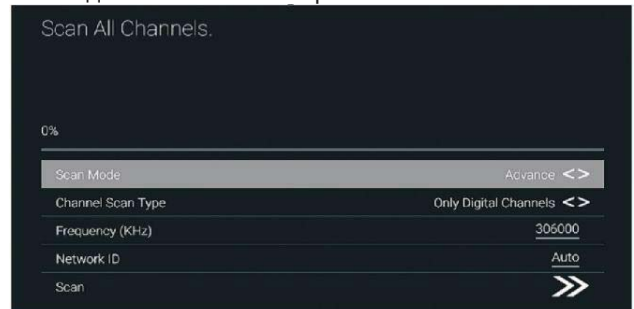 Scan All Channels.
0%
Scan Mode Advance <>
Channel Scan Type Only Digital Channels <>
Frequency (KHz) 306000
Network ID Auto
Scan >>